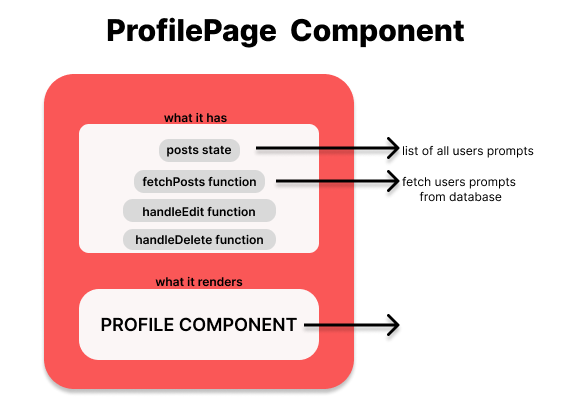 ProfilePage Component
what it has
posts state
list of all users prompts
fetchPosts function
fetch users prompts
from database
handleEdit function
handleDelete function
what it renders
PROFILE COMPONENT